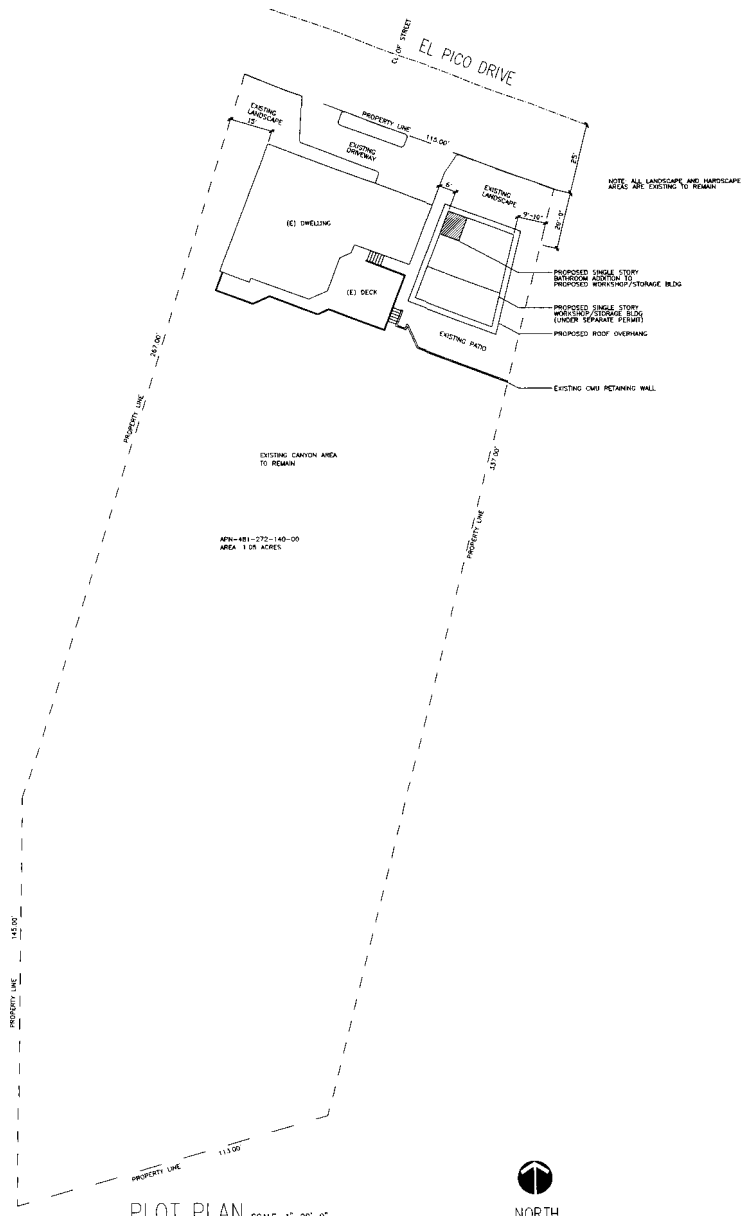 CL OF STREET
EL PICO DRIVE
EXISTING
LANDSCAPE
15'
PROPERTY LINE
115.00'
EXISTING
DRIVEWAY
25'
NOTE: ALL LANDSCAPE AND HARDSCAPE
AREAS ARE EXISTING TO REMAIN
6'
EXISTING
LANDSCAPE
9'-10"
20'-0"
(E) DWELLING
PROPOSED SINGLE STORY
BATHROOM ADDITION TO
PROPOSED WORKSHOP/STORAGE BLDG
(E) DECK
PROPOSED SINGLE STORY
WORKSHOP/STORAGE BLDG
(UNDER SEPARATE PERMIT)
PROPOSED ROOF OVERHANG
EXISTING PATIO
EXISTING CMU RETAINING WALL
267.00'
PROPERTY LINE
EXISTING CANYON AREA
TO REMAIN
337.00'
PROPERTY LINE
APN-481-272-140-00
AREA 1.05 ACRES
145.00'
PROPERTY LINE
PROPERTY LINE
113.00'
PLOT PLAN
NORTH